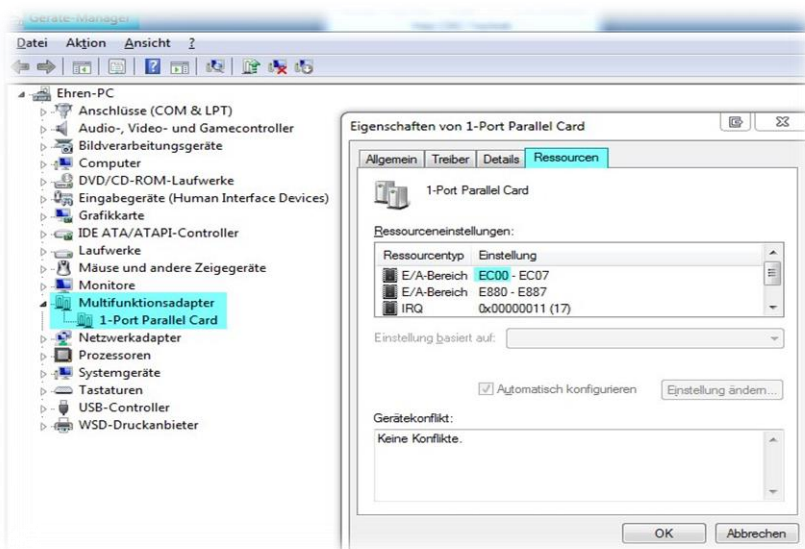 Geräte-Manager
Datei Aktion Ansicht ?
Ehren-PC
Anschlüsse (COM & LPT)
Audio-, Video- und Gamecontroller
Bildverarbeitungsgeräte
Computer
DVD/CD-ROM-Laufwerke
Eingabegeräte (Human Interface Devices)
Grafikkarte
IDE ATA/ATAPI-Controller
Laufwerke
Mäuse und andere Zeigegeräte
Monitore
Multifunktionsadapter
1-Port Parallel Card
Netzwerkadapter
Prozessoren
Systemgeräte
Tastaturen
USB-Controller
WSD-Druckanbieter
Eigenschaften von 1-Port Parallel Card
Allgemein Treiber Details Ressourcen
1-Port Parallel Card
Ressourceneinstellungen:
Ressourcentyp Einstellung
E/A-Bereich EC00 - EC07
E/A-Bereich E880 - E887
IRQ 0x00000011 (17)
Einstellung basiert auf:
Automatisch konfigurieren Einstellung ändern...
Gerätekonflikt:
Keine Konflikte.
OK Abbrechen